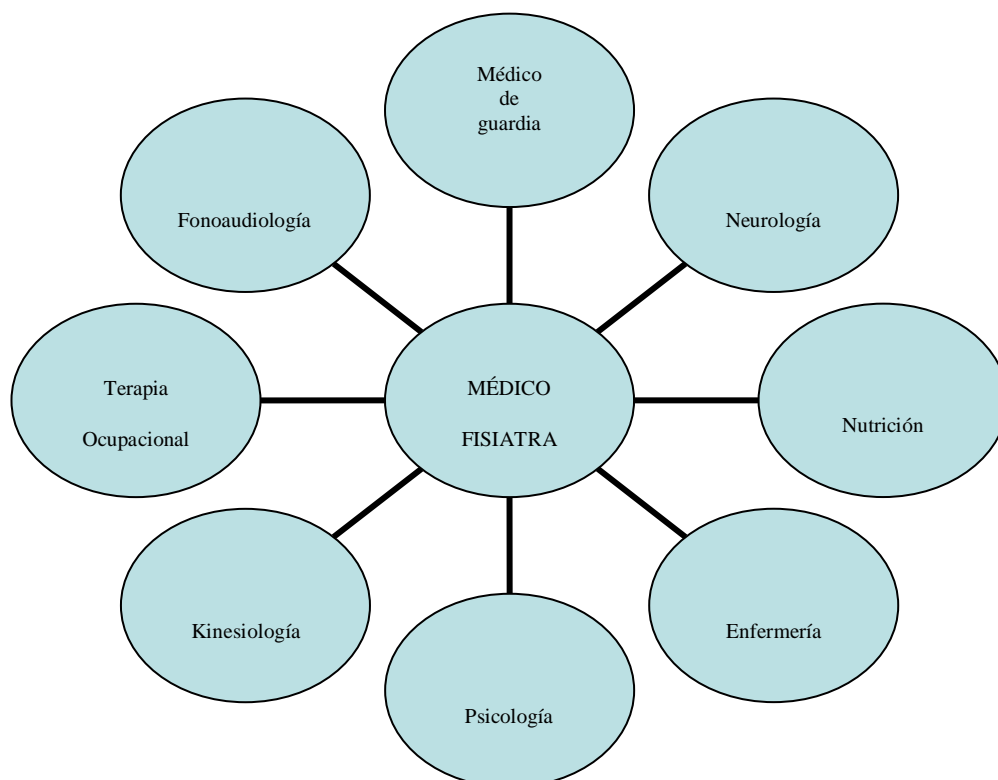 Médico
de
guardia
Fonoaudiología
Neurología
Terapia
Ocupacional
MÉDICO
FISIATRA
Nutrición
Kinesiología
Enfermería
Psicología